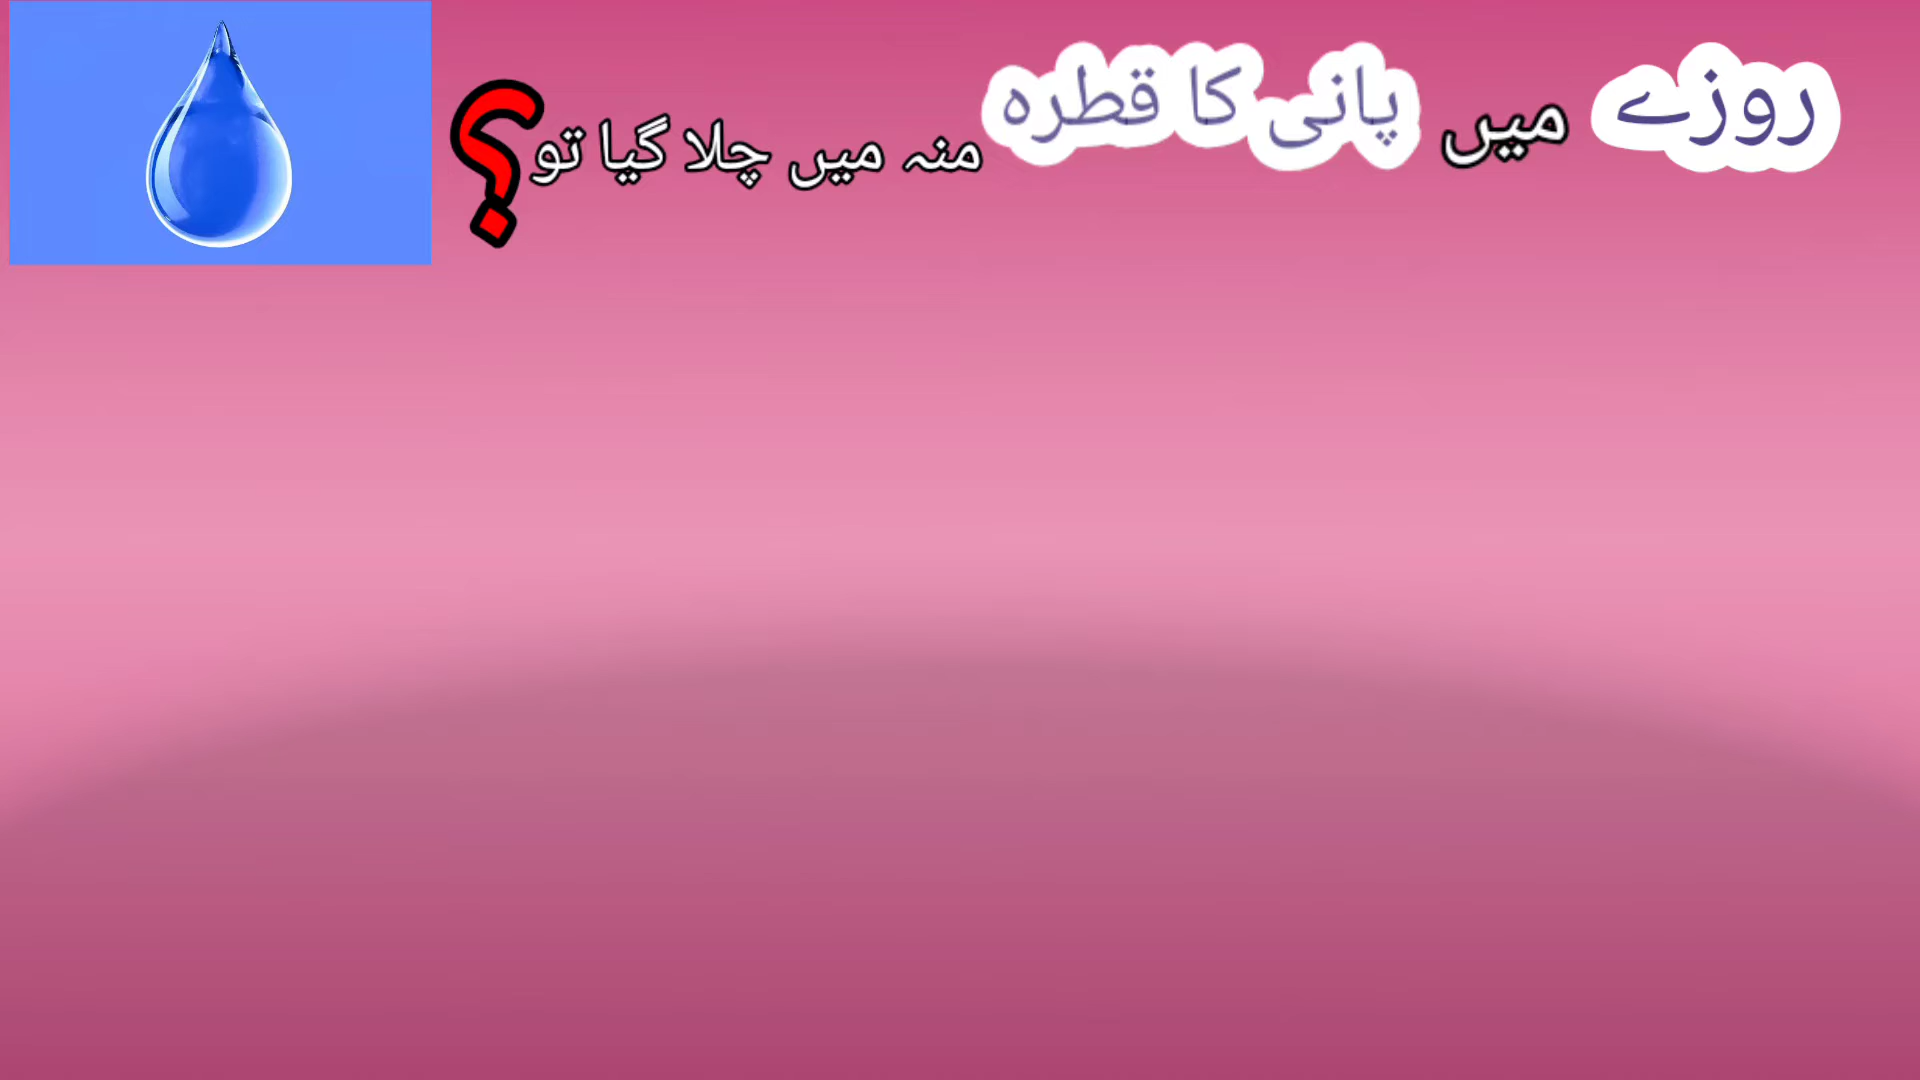 روزے میں پانی کا قطرہ منہ میں چلا گیا تو؟